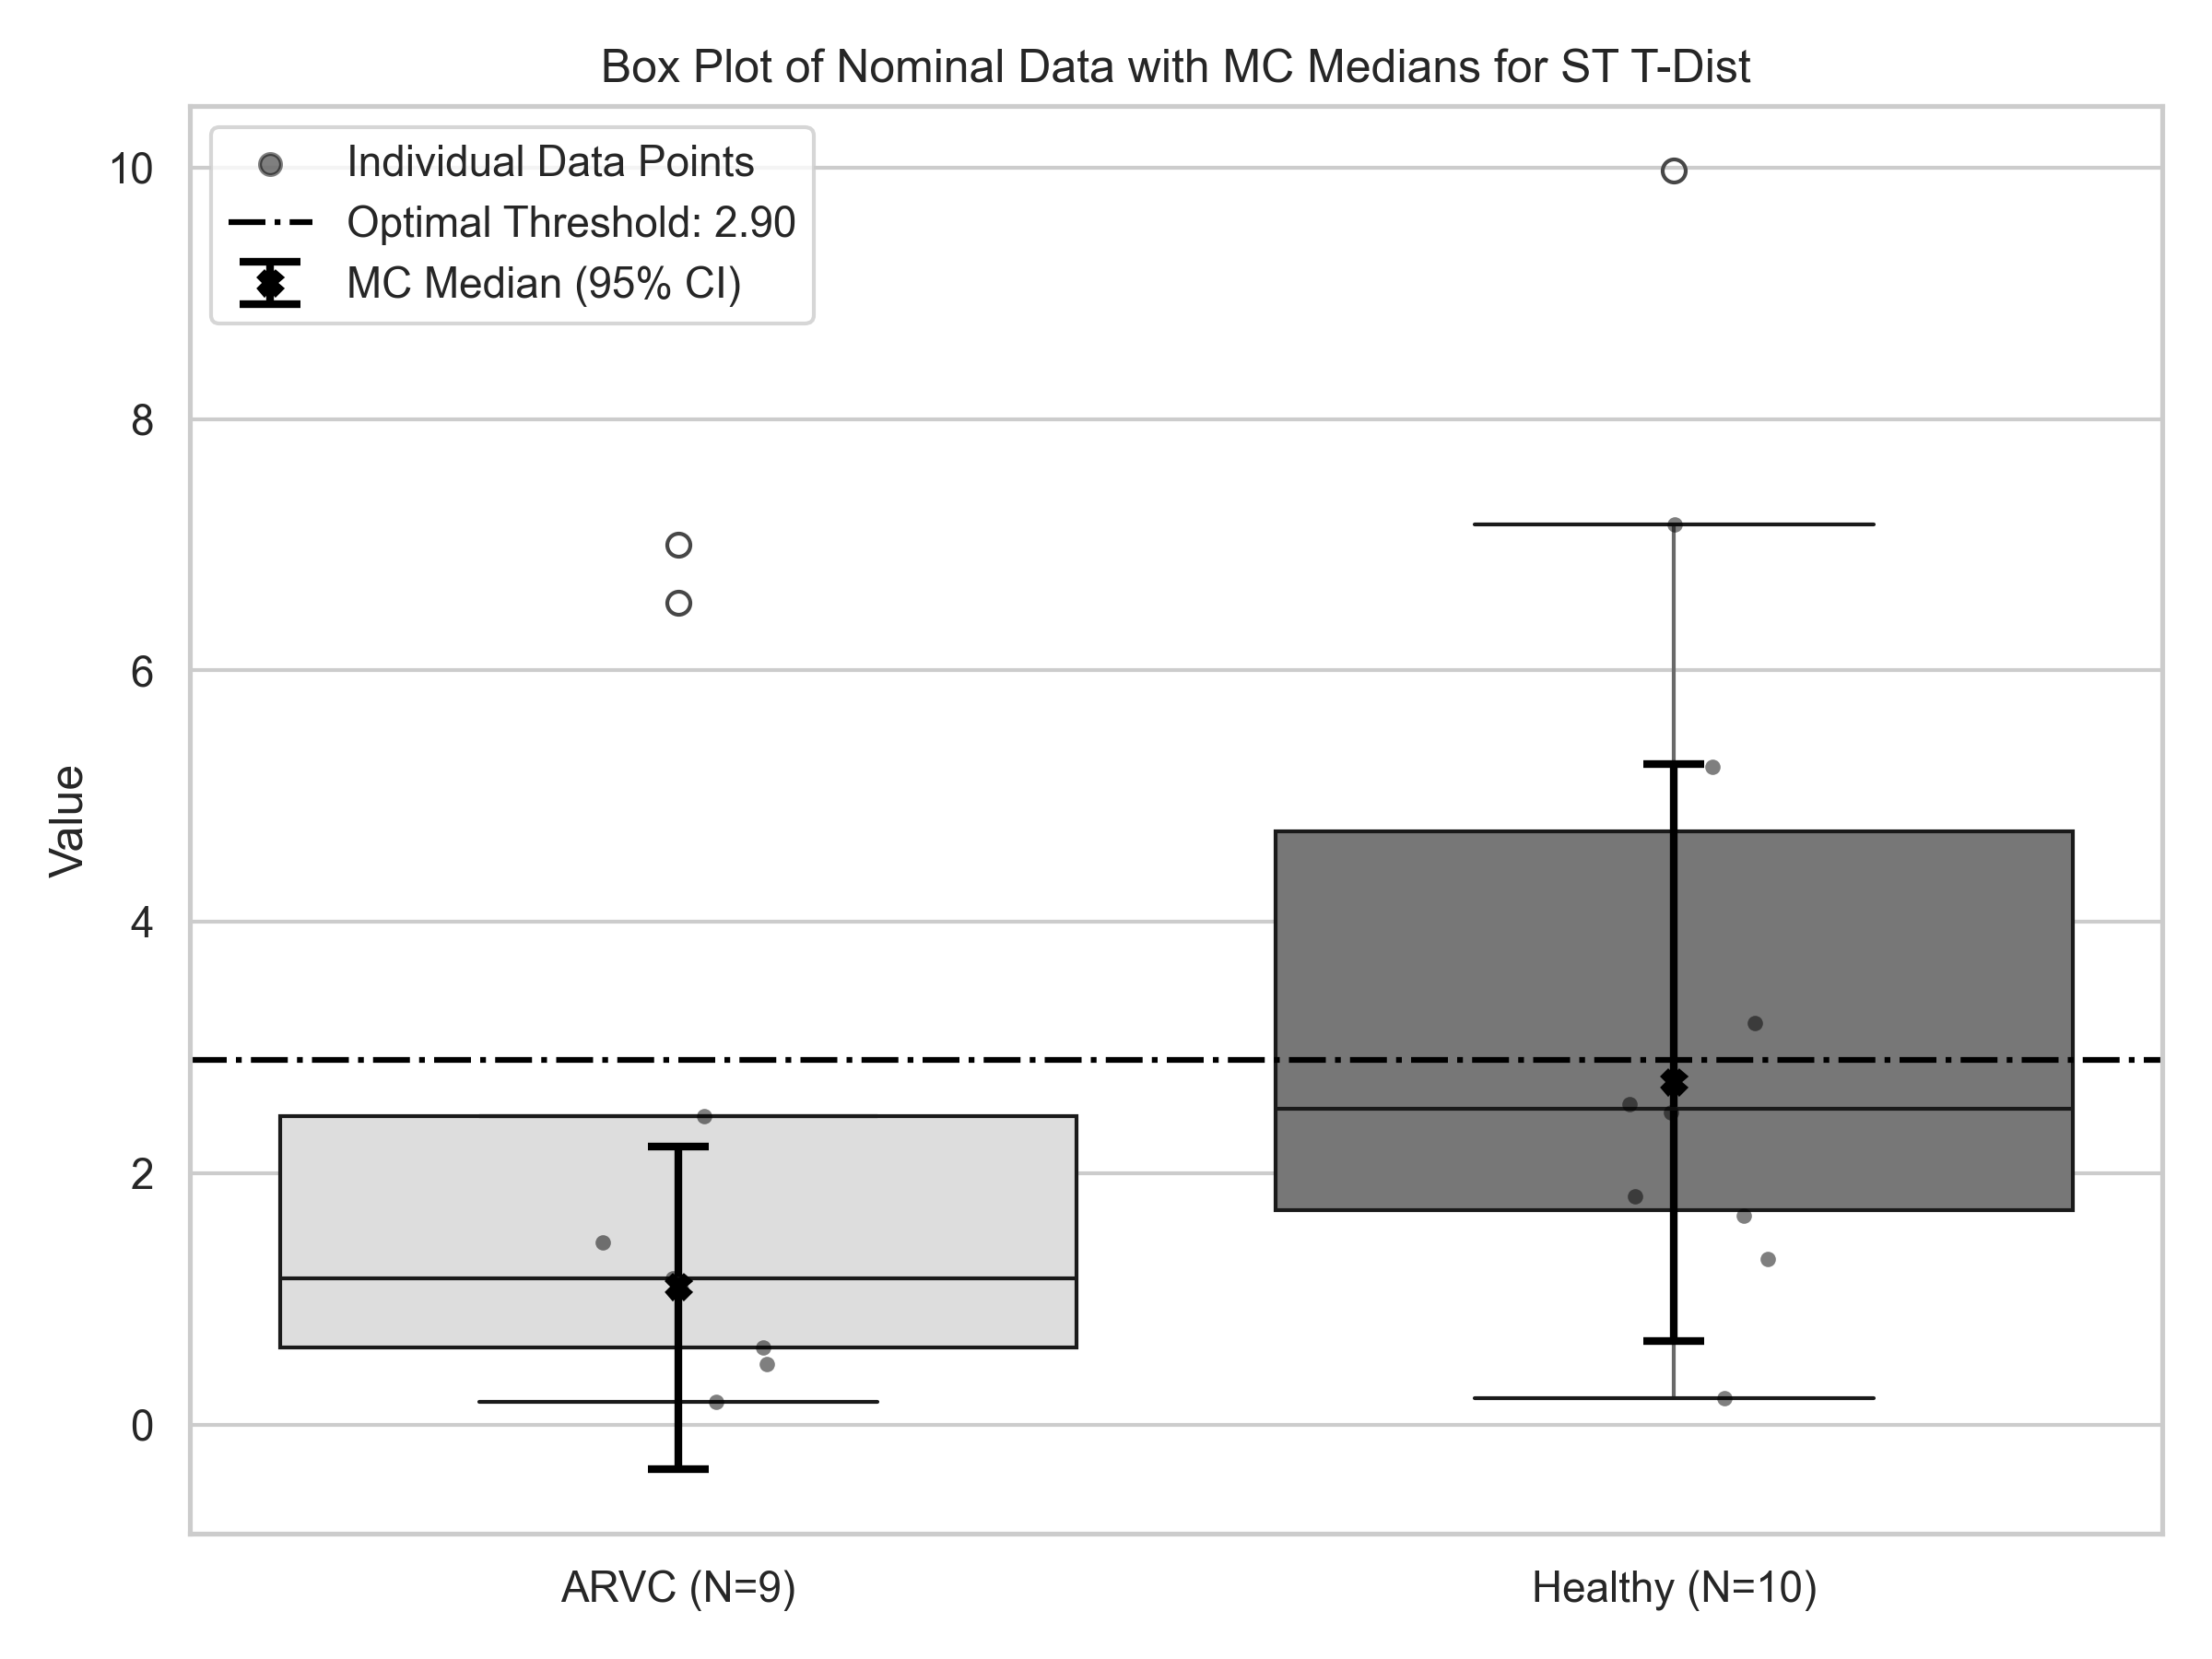 Box Plot of Nominal Data with MC Medians for ST T-Dist
Individual Data Points
Optimal Threshold: 2.90
MC Median (95% CI)
10
8
6
4
2
0
Value
ARVC (N=9)
Healthy (N=10)